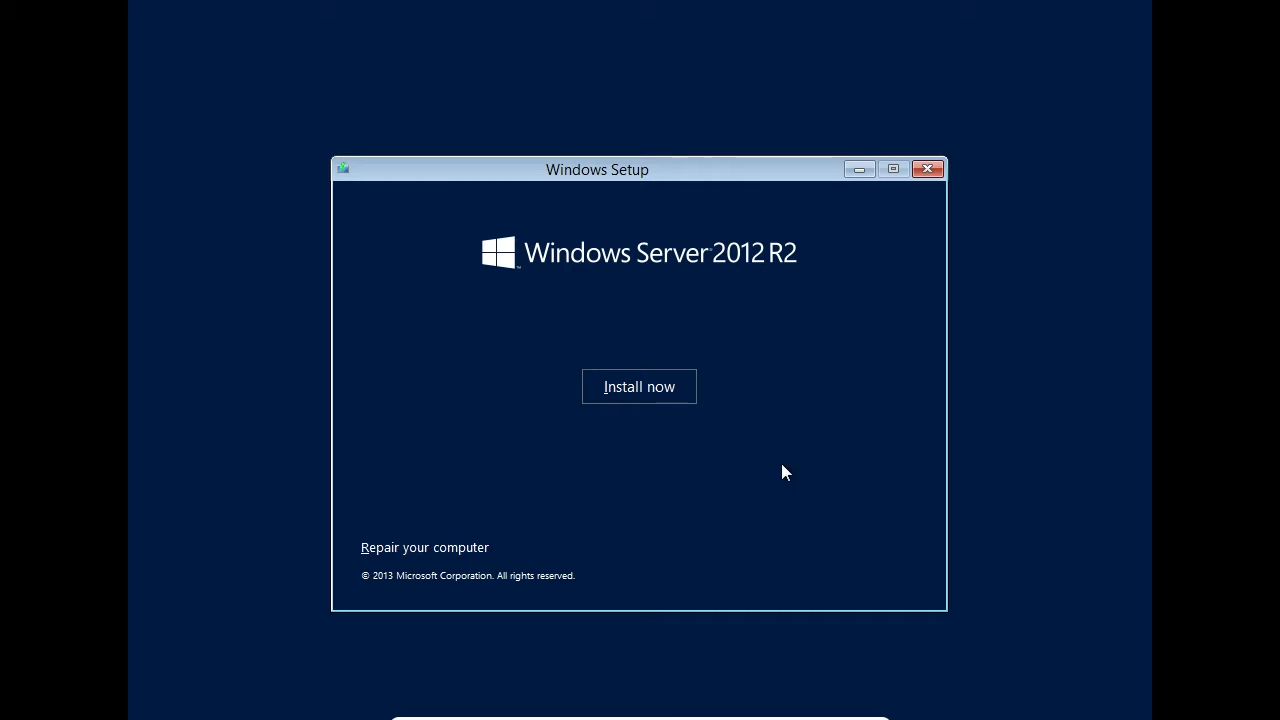 Windows Setup
Windows Server 2012 R2
Install now
Repair your computer
© 2013 Microsoft Corporation. All rights reserved.